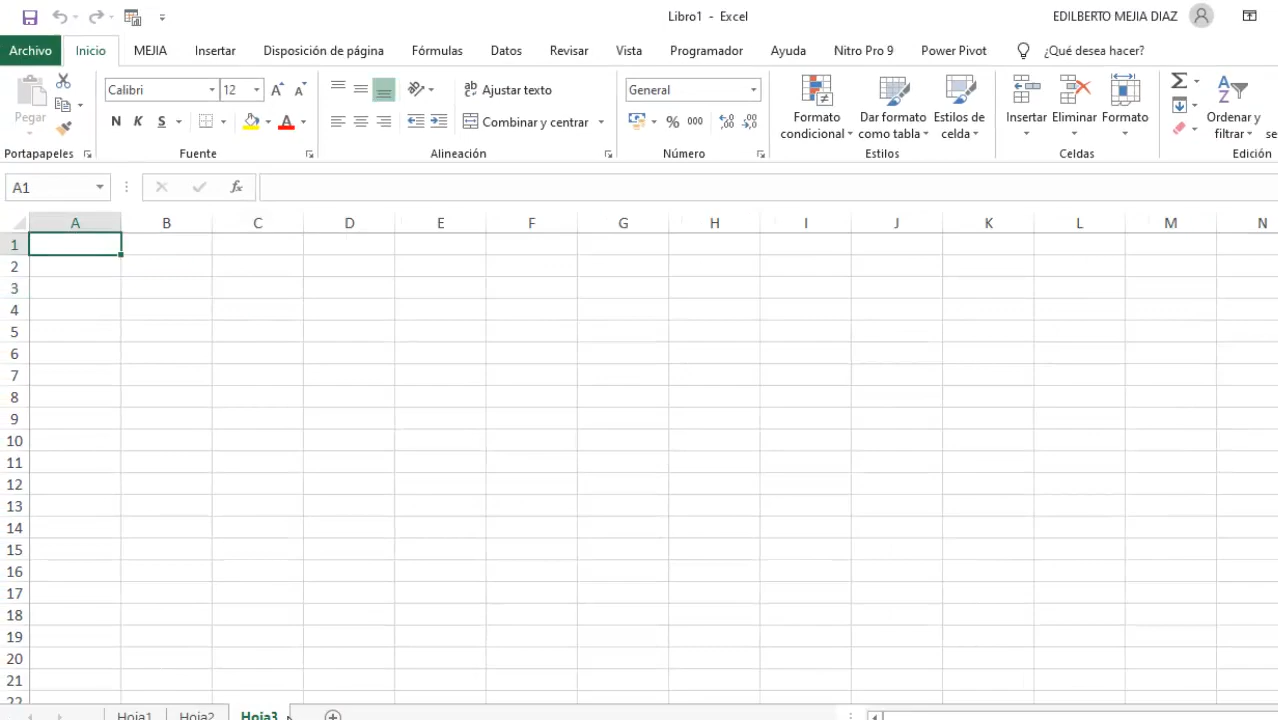 Libro1 - Excel
EDILBERTO MEJIA DIAZ
Archivo Inicio MEJIA Insertar Disposición de página Fórmulas Datos Revisar Vista Programador Ayuda Nitro Pro 9 Power Pivot ¿Qué desea hacer?
Pegar
Calibri 12
N K S
A
ab Ajustar texto
Combinar y centrar
General
% 000
Formato condicional
Dar formato como tabla
Estilos de celda
Insertar
Eliminar
Formato
Ordenar y filtrar
Portapapeles Fuente Alineación Número Estilos Celdas Edición
A1 fx
A B C D E F G H I J K L M N
1
2
3
4
5
6
7
8
9
10
11
12
13
14
15
16
17
18
19
20
21
22
Hoja1 Hoja2 Hoja3